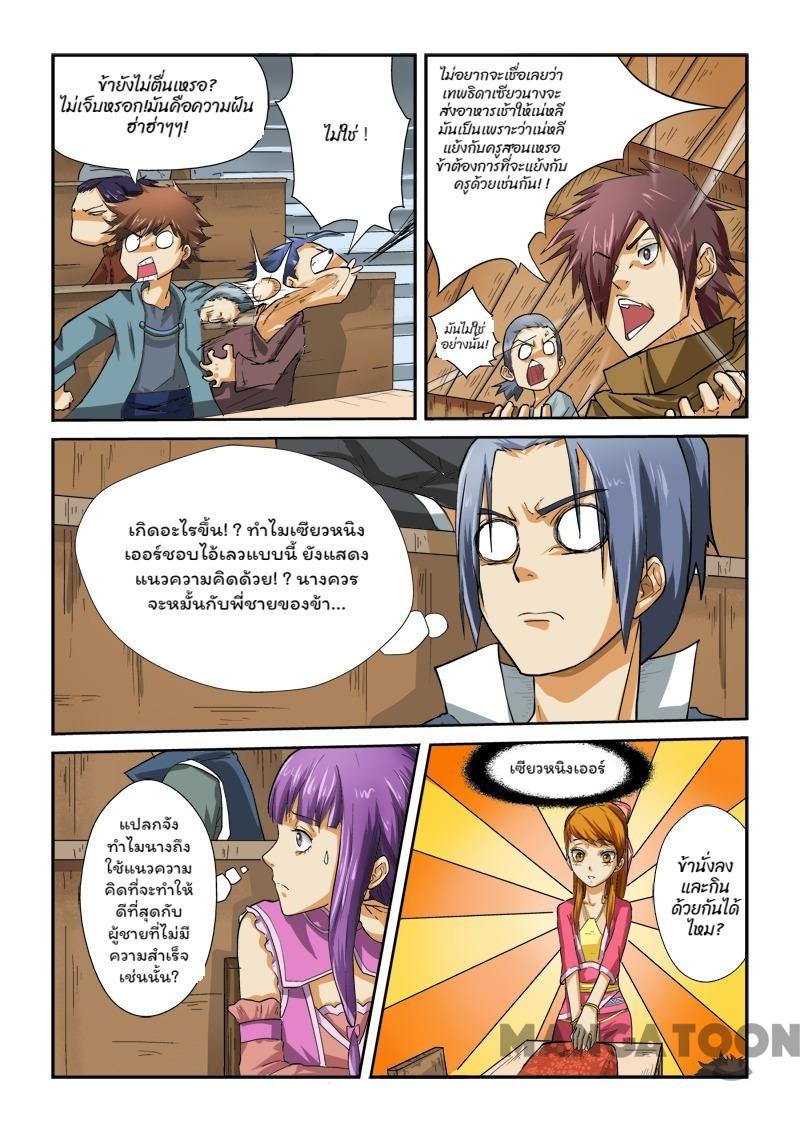 ข้ายังไม่ตื่นเหรอ?
ไม่เจ็บหรอก!มันคือความฝัน
ฮ่าฮ่าๆๆ!
ไม่ใช่ !
ไม่อยากจะเชื่อเลยว่า
เทพธิดาเซียวนางจะ
ส่งอาหารเช้าให้เน่หลี
มันเป็นเพราะว่าเน่หลี
แย้งกับครูสอนเหรอ
ข้าต้องการที่จะแย้งกับ
ครูด้วยเช่นกัน! !
มันไม่ใช่
อย่างนั้น!
เกิดอะไรขึ้น! ? ทำไมเซียวหนิง
เออร์ชอบไอ้เลวแบบนี้ ยังแสดง
แนวความคิดด้วย! ? นางควร
จะหมั้นกับพี่ชายของข้า...
แปลกจัง
ทำไมนางถึง
ใช้แนวความ
คิดที่จะทำให้
ดีที่สุดกับ
ผู้ชายที่ไม่มี
ความสำเร็จ
เช่นนั้น?
เซียวหนิงเออร์
ข้านั่งลง
และกิน
ด้วยกันได้
ไหม?
MANGATOON